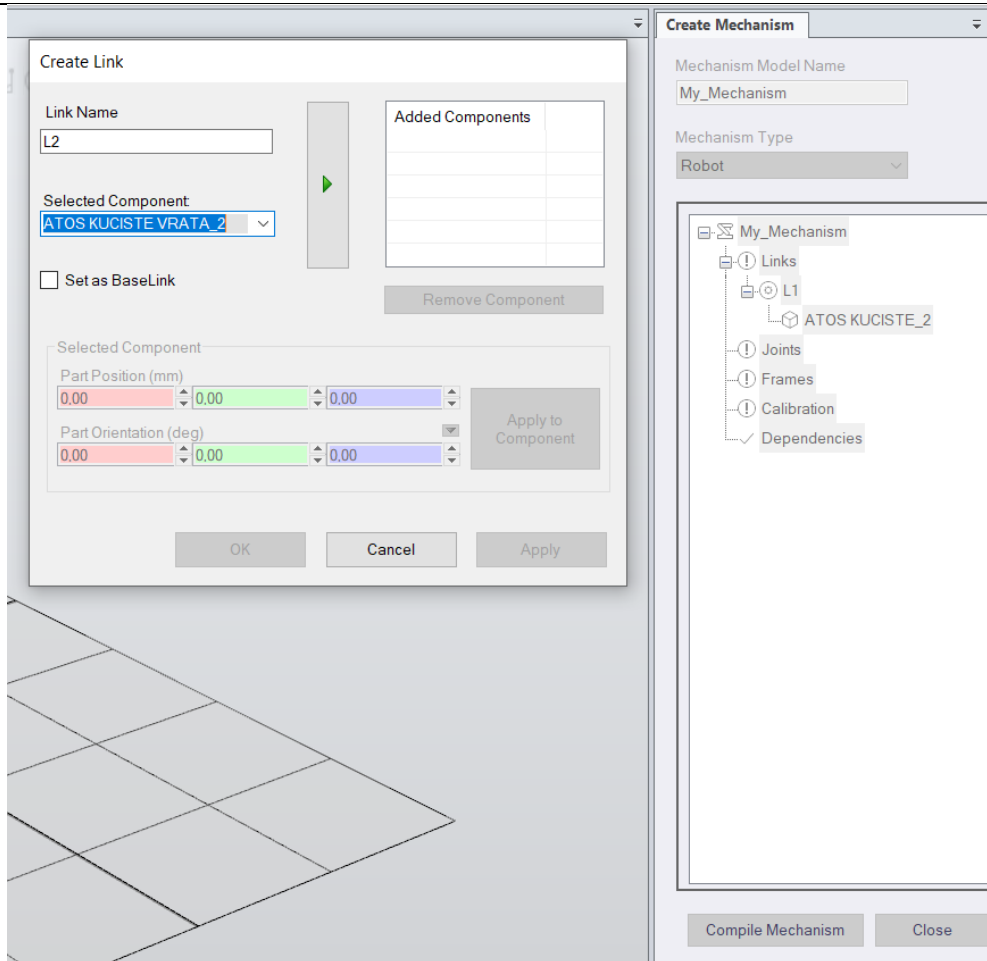 Create Link
Link Name
L2
Selected Component:
ATOS KUCISTE VRATA_2
Set as BaseLink
Added Components
Remove Component
Selected Component
Part Position (mm)
0,00 0,00 0,00
Part Orientation (deg)
0,00 0,00 0,00
Apply to
Component
OK Cancel Apply
Create Mechanism
Mechanism Model Name
My_Mechanism
Mechanism Type
Robot
My_Mechanism
Links
L1
ATOS KUCISTE_2
Joints
Frames
Calibration
Dependencies
Compile Mechanism Close